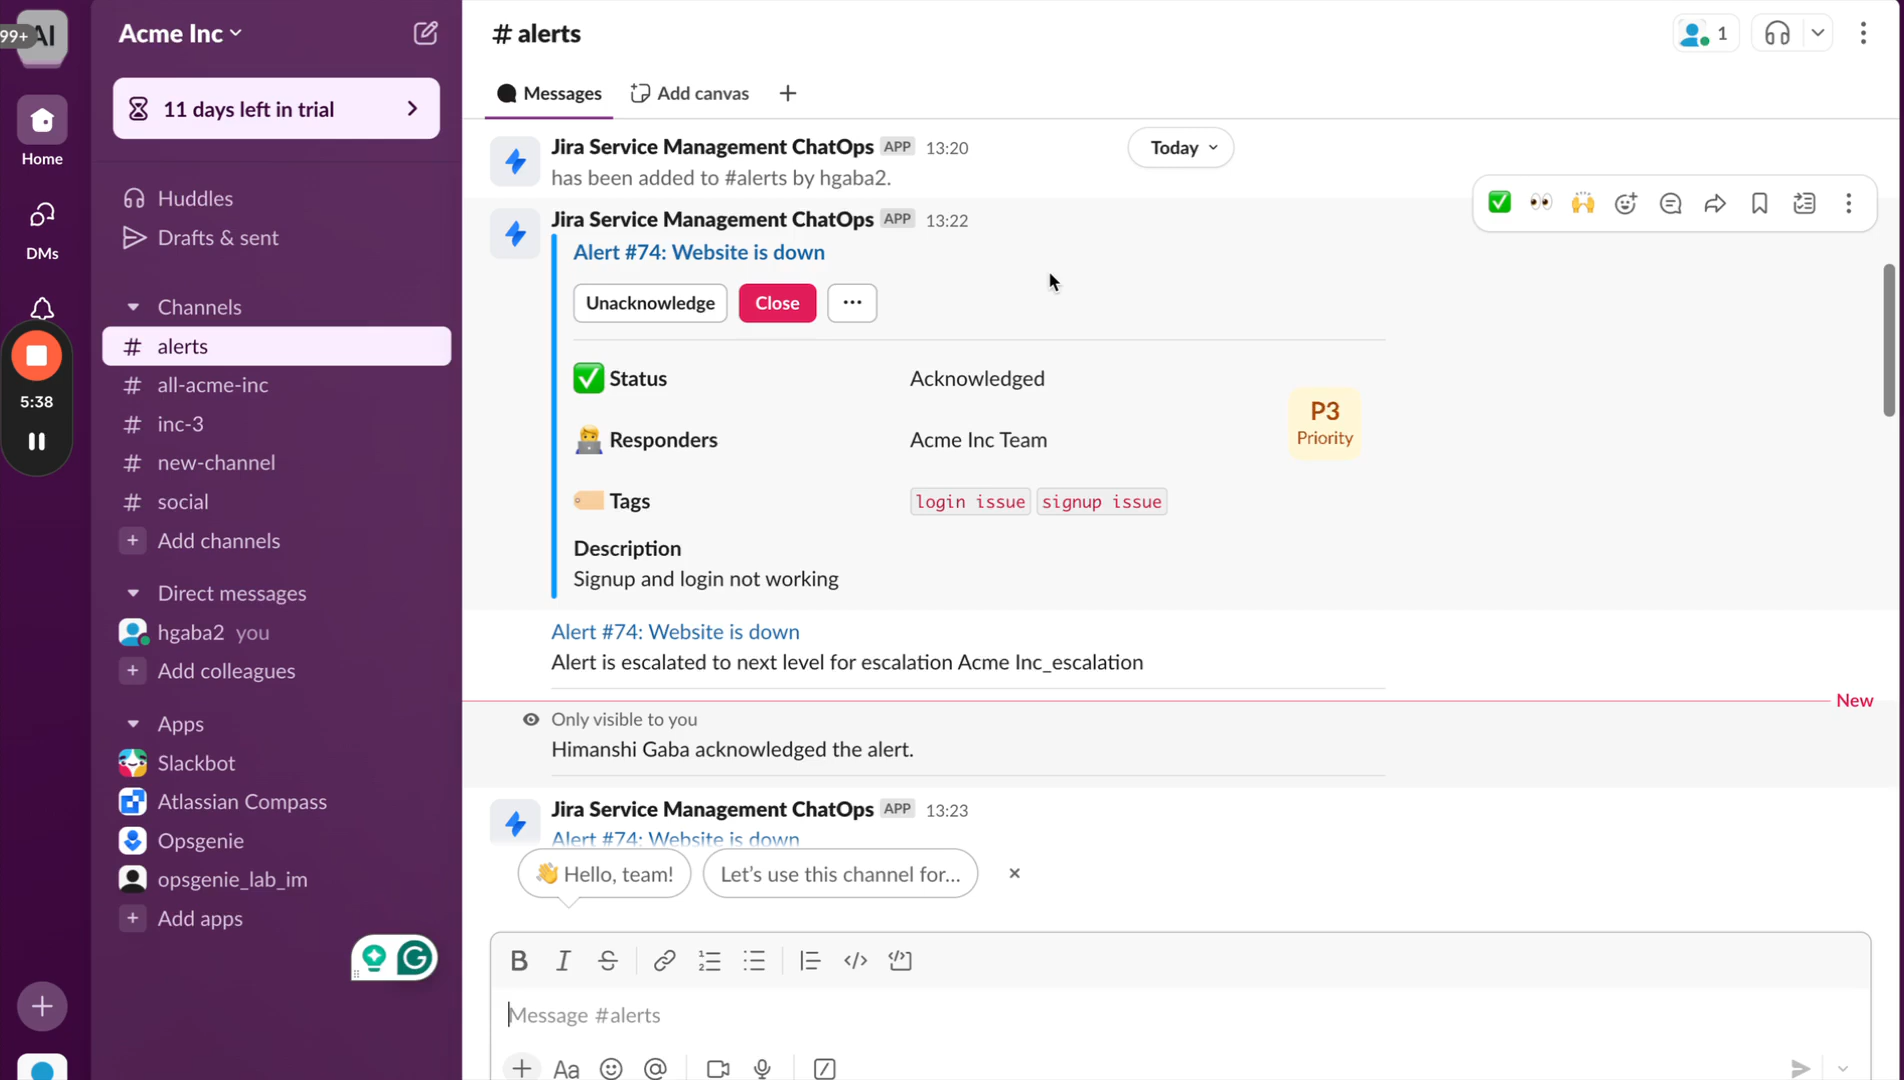 99+
AI
Home
DMs
5:38
Acme Inc
11 days left in trial
Huddles
Drafts & sent
Channels
# alerts
# all-acme-inc
# inc-3
# new-channel
# social
+ Add channels
Direct messages
hgaba2 you
+ Add colleagues
Apps
Slackbot
Atlassian Compass
Opsgenie
opsgenie_lab_im
+ Add apps
# alerts
1
Messages
Add canvas
+
Today
Jira Service Management ChatOps APP 13:20
has been added to #alerts by hgaba2.
Jira Service Management ChatOps APP 13:22
Alert #74: Website is down
Unacknowledge Close ...
Status Acknowledged
Responders Acme Inc Team
P3
Priority
Tags login issue signup issue
Description
Signup and login not working
Alert #74: Website is down
Alert is escalated to next level for escalation Acme Inc_escalation
New
Only visible to you
Himanshi Gaba acknowledged the alert.
Jira Service Management ChatOps APP 13:23
Alert #74: Website is down
👋 Hello, team!
Let's use this channel for...
B I S
Message #alerts
+ Aa @